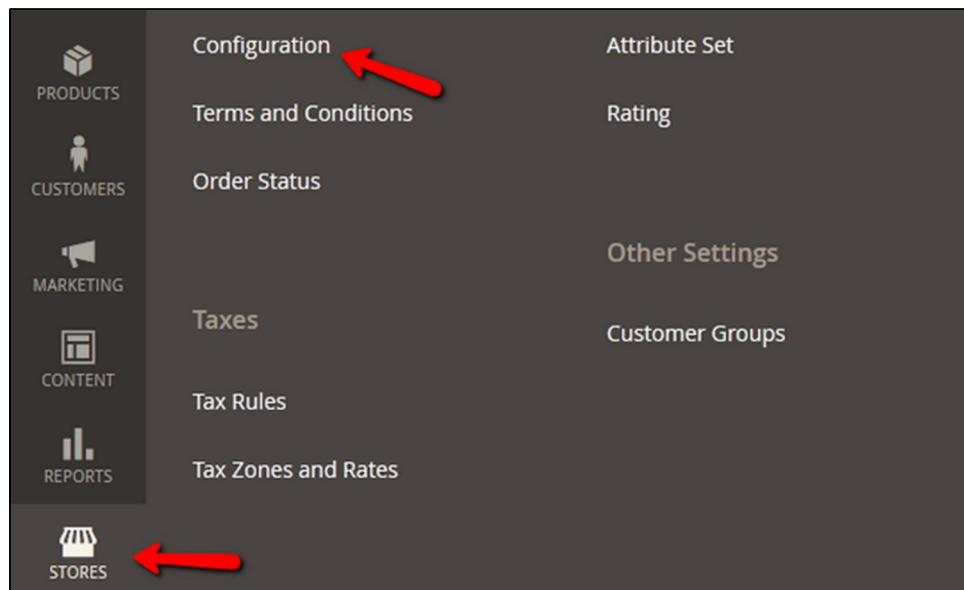 PRODUCTS
CUSTOMERS
MARKETING
CONTENT
REPORTS
STORES
Configuration
Terms and Conditions
Order Status
Taxes
Tax Rules
Tax Zones and Rates
Attribute Set
Rating
Other Settings
Customer Groups